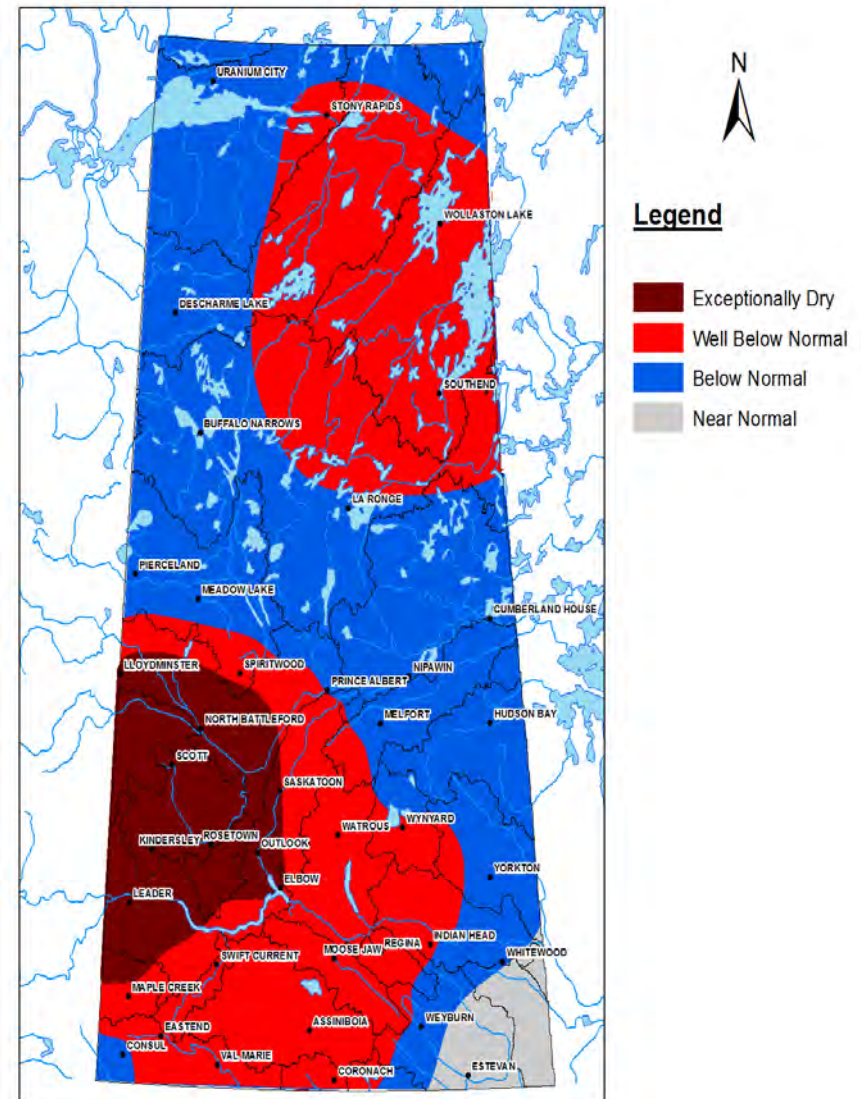 URANIUM CITY
N
STONY RAPIDS
WOLLASTON LAKE
Legend
Exceptionally Dry
DESCHARME LAKE
Well Below Normal
Below Normal
SOUTHEND
Near Normal
BUFFALO NARROWS
LA RONGE
PIERCELAND
MEADOW LAKE
CUMBERLAND HOUSE
LLOYDMINSTER
SPIRITWOOD
NIPAWIN
PRINCE ALBERT
NORTH BATTLEFORD
MELFORT
HUDSON BAY
SCOTT
SASKATOON
WATROUS
WYNYARD
KINDERSLEY
ROSETOWN
OUTLOOK
YORKTON
ELBOW
LEADER
REGINA
INDIAN HEAD
MOOSE JAW
WHITEWOOD
SWIFT CURRENT
MAPLE CREEK
EASTEND
ASSINIBOIA
WEYBURN
CONSUL
VAL MARIE
CORONACH
ESTEVAN